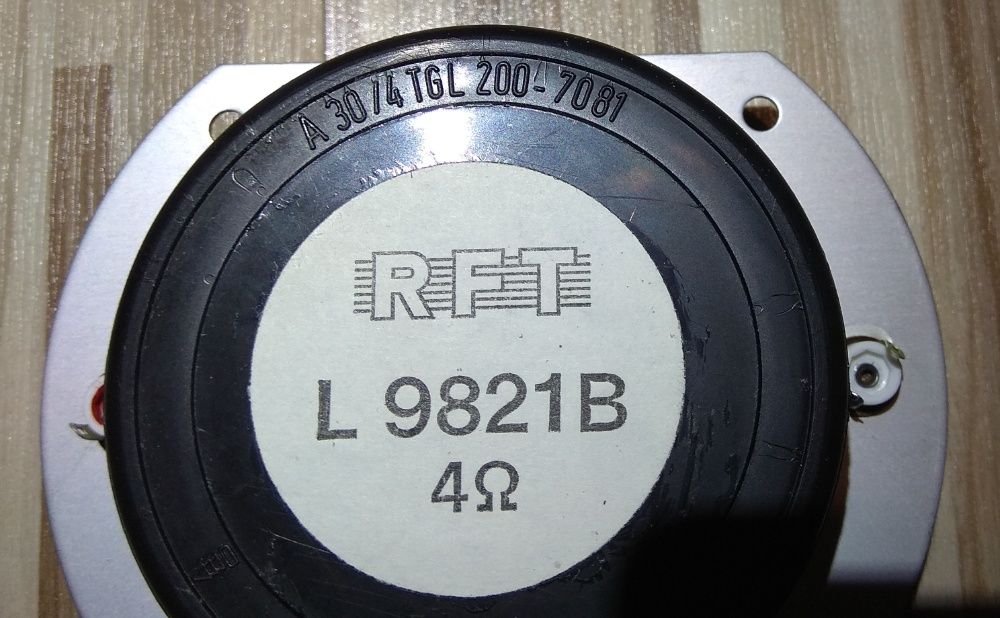 A 30/4 TGL 200-7081
RFT
L 9821B
4Ω